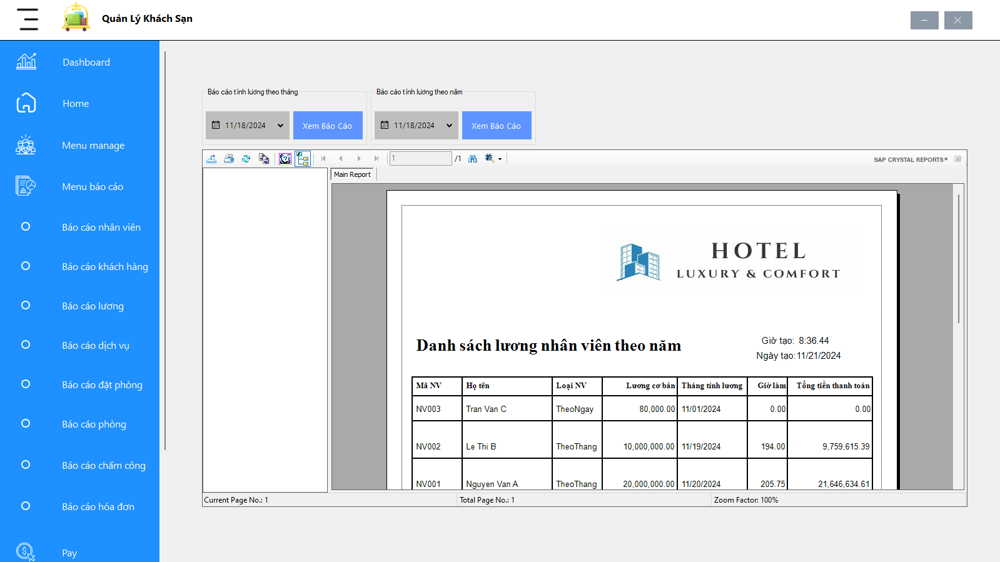 Quản Lý Khách Sạn
Dashboard
Home
Menu manage
Menu báo cáo
Báo cáo nhân viên
Báo cáo khách hàng
Báo cáo lương
Báo cáo dịch vụ
Báo cáo đặt phòng
Báo cáo phòng
Báo cáo chấm công
Báo cáo hóa đơn
Pay
Báo cáo tính lương theo tháng
11/18/2024 Xem Báo Cáo
Báo cáo tính lương theo năm
11/18/2024 Xem Báo Cáo
1 /1 SAP CRYSTAL REPORTS®
Main Report
HOTEL
LUXURY & COMFORT
Danh sách lương nhân viên theo năm
Giờ tạo: 8:36.44
Ngày tạo: 11/21/2024
Mã NV Họ tên Loại NV Lương cơ bản Tháng tính lương Giờ làm Tổng tiền thanh toán
NV003 Tran Van C TheoNgay 80,000.00 11/01/2024 0.00 0.00
NV002 Le Thi B TheoThang 10,000,000.00 11/19/2024 194.00 9,759,615.39
NV001 Nguyen Van A TheoThang 20,000,000.00 11/20/2024 205.75 21,646,634.61
Current Page No.: 1 Total Page No.: 1 Zoom Factor: 100%